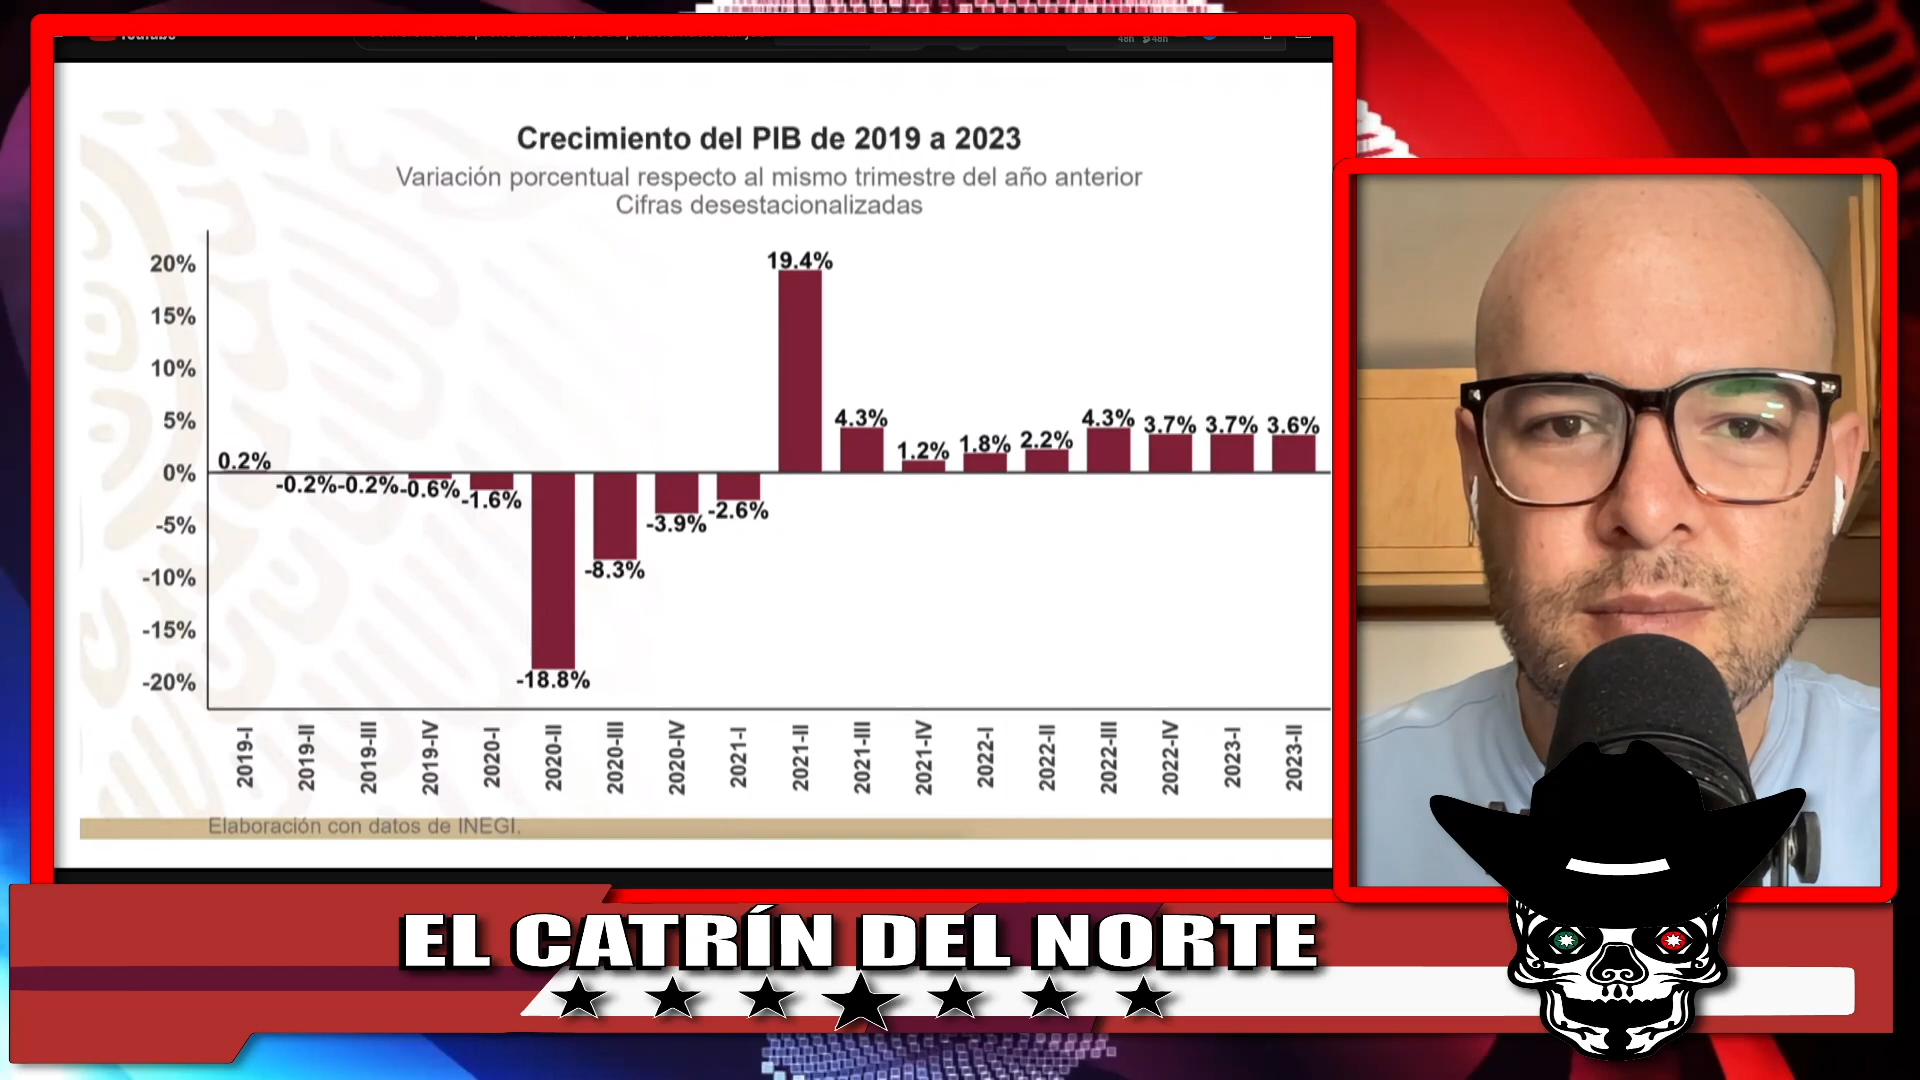 YouTube
48h 48h
Crecimiento del PIB de 2019 a 2023
Variación porcentual respecto al mismo trimestre del año anterior
Cifras desestacionalizadas
20%
15%
10%
5%
0%
-5%
-10%
-15%
-20%
0.2%
-0.2%
-0.2%
-0.6%
-1.6%
-18.8%
-8.3%
-3.9%
-2.6%
19.4%
4.3%
1.2%
1.8%
2.2%
4.3%
3.7%
3.7%
3.6%
2019-I
2019-II
2019-III
2019-IV
2020-I
2020-II
2020-III
2020-IV
2021-I
2021-II
2021-III
2021-IV
2022-I
2022-II
2022-III
2022-IV
2023-I
2023-II
Elaboración con datos de INEGI.
EL CATRÍN DEL NORTE